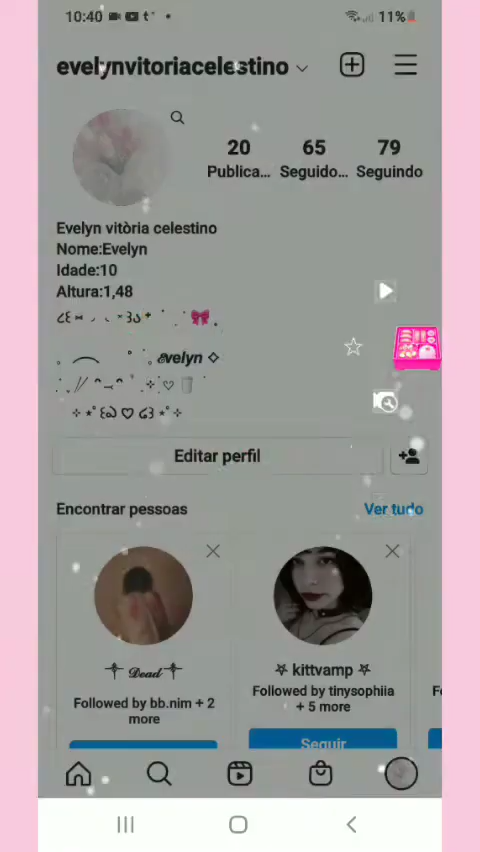 10:40 11%
evelynvitoriacelestino
20 65 79
Publica... Seguido... Seguindo
Evelyn vitòria celestino
Nome:Evelyn
Idade:10
Altura:1,48
evelyn
Editar perfil
Encontrar pessoas Ver tudo
Dead kittvamp
Followed by bb.nim + 2 more
Followed by tinysophiia + 5 more
Seguir